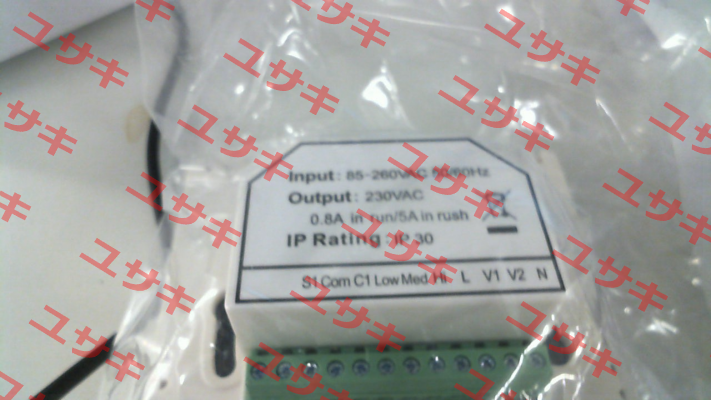 Input: 85-260VAC 50/60Hz
Output: 230VAC
0.8A in run/5A in rush
IP Rating :IP 30
S1 Com C1 Low Med Hi L V1 V2 N
ユサキ